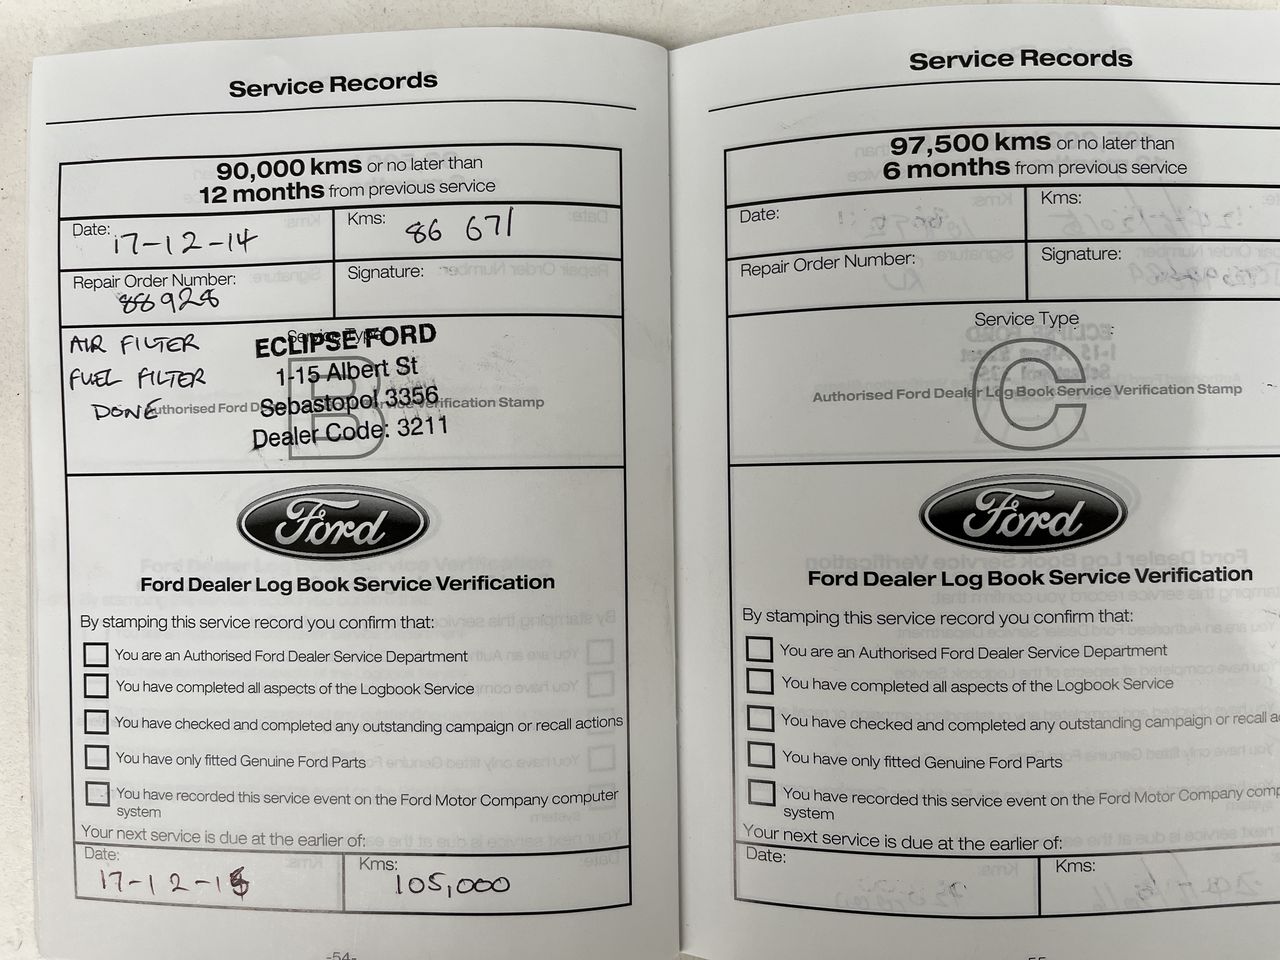 Service Records
90,000 kms or no later than
12 months from previous service
Date: 17-12-14
Kms: 86 671
Repair Order Number:
88928
Signature:
Service Type
AIR FILTER
FUEL FILTER
DONE
B
Authorised Ford Dealer Log Book Service Verification Stamp
ECLIPSE FORD
1-15 Albert St
Sebastopol 3356
Dealer Code: 3211
Ford
Ford Dealer Log Book Service Verification
By stamping this service record you confirm that:
You are an Authorised Ford Dealer Service Department
You have completed all aspects of the Logbook Service
You have checked and completed any outstanding campaign or recall actions
You have only fitted Genuine Ford Parts
You have recorded this service event on the Ford Motor Company computer
system
Your next service is due at the earlier of:
Date:
17-12-15
Kms:
105,000
-54-
Service Records
97,500 kms or no later than
6 months from previous service
Date:
Kms:
Repair Order Number:
Signature:
Service Type
C
Authorised Ford Dealer Log Book Service Verification Stamp
Ford
Ford Dealer Log Book Service Verification
By stamping this service record you confirm that:
You are an Authorised Ford Dealer Service Department
You have completed all aspects of the Logbook Service
You have checked and completed any outstanding campaign or recall
You have only fitted Genuine Ford Parts
You have recorded this service event on the Ford Motor Company
system
Your next service is due at the earlier of:
Date:
Kms: